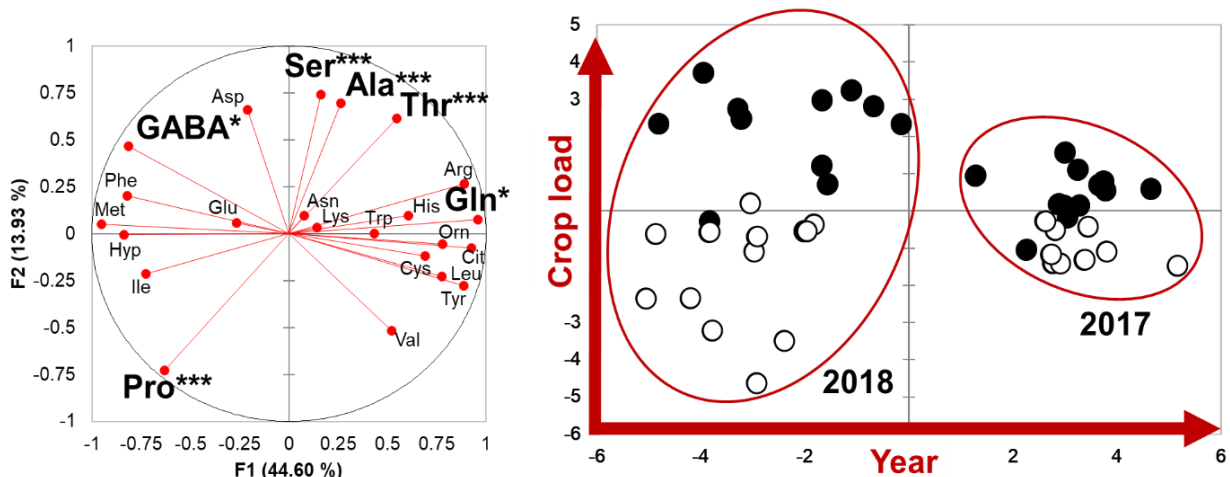 1
0.75
0.5
0.25
0
-0.25
-0.5
-0.75
-1
F2 (13.93 %)
Ser***
Ala***
Thr***
Asp
GABA*
Phe
Met
Hyp
Ile
Glu
Asn
Lys
Trp
Arg
Gln*
His
Orn
Cit
Cys
Leu
Tyr
Val
Pro***
-1 -0.75 -0.5 -0.25 0 0.25 0.5 0.75 1
F1 (44.60 %)
5
3
-3
-5
-6
Crop load
2018
2017
-6 -4 -2 2 4 6
Year